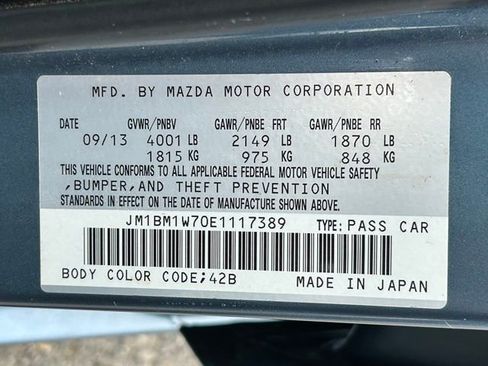 MFD. BY MAZDA MOTOR CORPORATION
DATE GVWR/PNBV GAWR/PNBE FRT GAWR/PNBE RR
09/13 4001 LB 2149 LB 1870 LB
1815 KG 975 KG 848 KG
THIS VEHICLE CONFORMS TO ALL APPLICABLE FEDERAL MOTOR VEHICLE SAFETY
,BUMPER,AND THEFT PREVENTION
STANDARDS IN EFFECT ON THE DATE OF MANUFACTURE SHOWN ABOVE.
JM1BM1W70E1117389 TYPE: PASS CAR
BODY COLOR CODE;42B MADE IN JAPAN